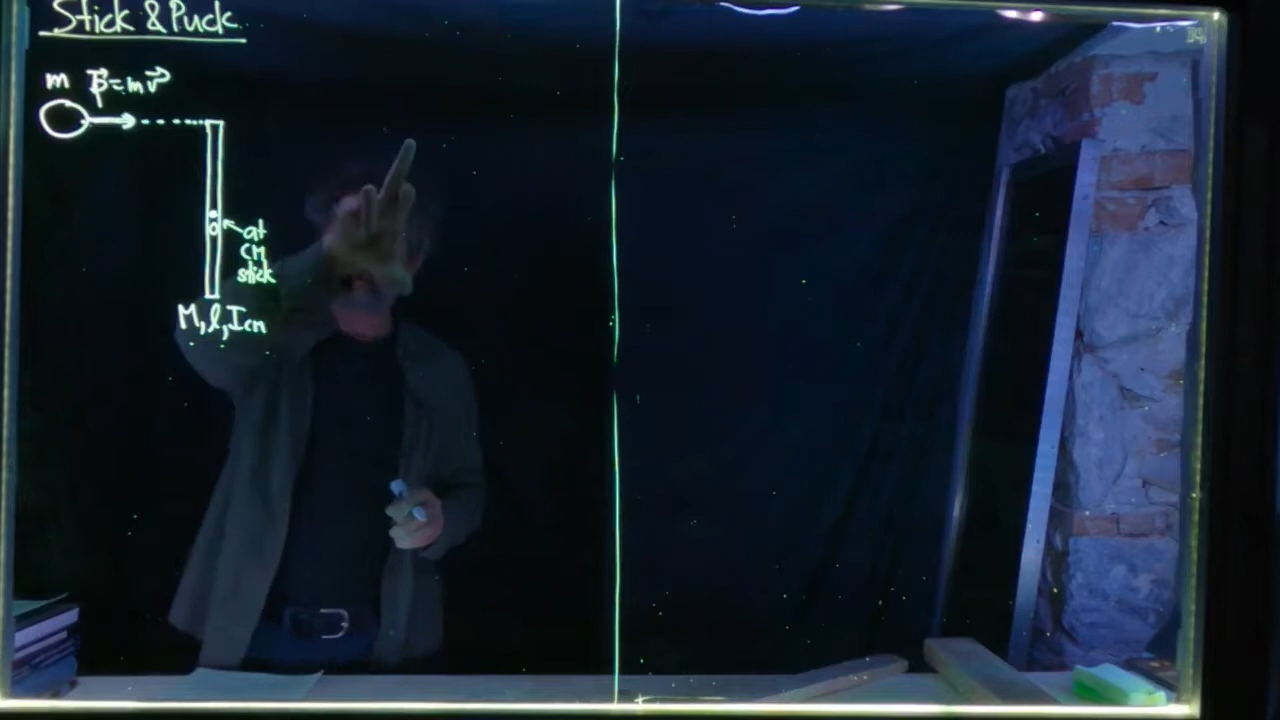 Stick & Puck
m p⃗=mv⃗
at
CM
stick
M, l, Icm